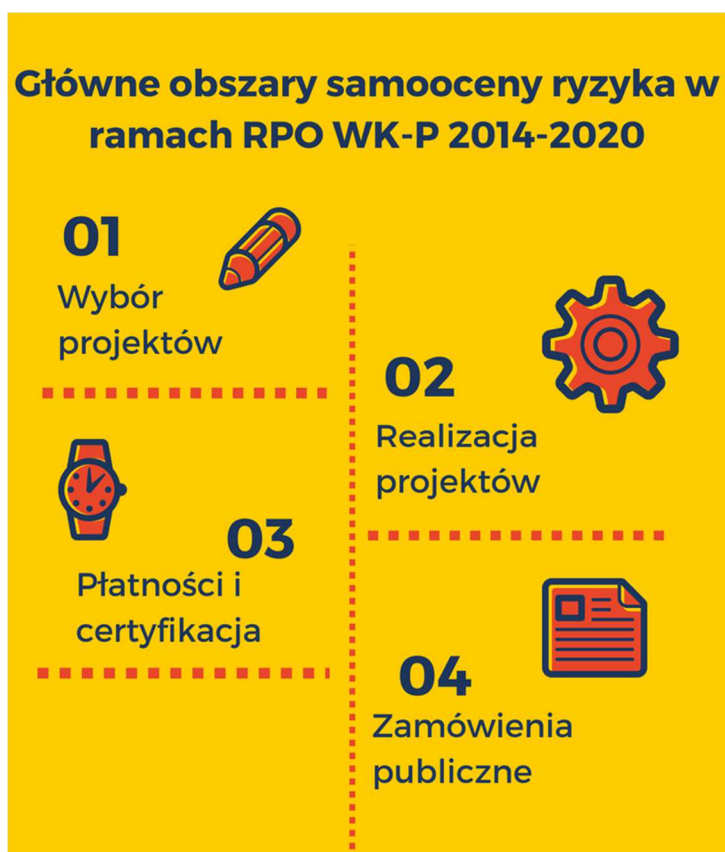 Główne obszary samooceny ryzyka w
ramach RPO WK-P 2014-2020
01
Wybór
projektów
02
Realizacja
projektów
03
Płatności i
certyfikacja
04
Zamówienia
publiczne